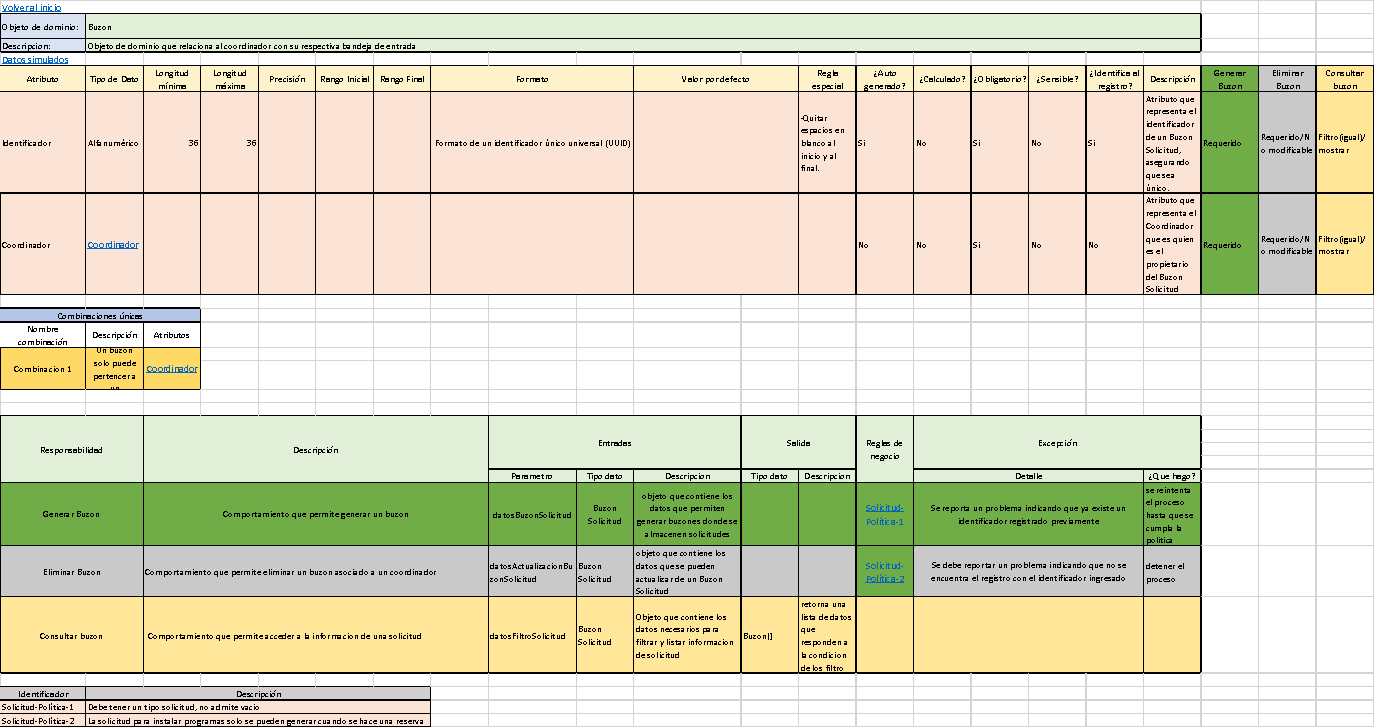 Volver al inicio
Objeto de dominio: Buzon
Descripcion: Objeto de dominio que relaciona al coordinador con su respectiva bandeja de entrada
Datos simulados
Atributo Tipo de Dato Longitud mínima Longitud máxima Precisión Rango Inicial Rango Final Formato Valor por defecto Regla especial ¿Auto generado? ¿Calculado? ¿Obligatorio? ¿Sensible? ¿Identifica al registro? Descripción Generar Buzon Eliminar Buzon Consultar buzon
Identificador Alfanumérico 36 36 Formato de un identificador único universal (UUID) -Quitar espacios en blanco al inicio y al final. Si No Si No Si Atributo que representa el identificador de un Buzon Solicitud, asegurando que sea único. Requerido Requerido/No modificable Filtro(igual)/mostrar
Coordinador Coordinador No No Si No No Atributo que representa el Coordinador que es quien es el propietario del Buzon Solicitud Requerido Requerido/No modificable Filtro(igual)/mostrar
Combinaciones únicas
Nombre combinación Descripción Atributos
Combinacion 1 Un buzon solo puede pertencer a un Coordinador
Responsabilidad Descripción Entradas Salida Reglas de negocio Excepción
Parametro Tipo dato Descripcion Tipo dato Descripcion Detalle ¿Que hago?
Generar Buzon Comportamiento que permite generar un buzon datosBuzonSolicitud Buzon Solicitud objeto que contiene los datos que permiten generar buzones donde se almacenen solicitudes Solicitud-Política-1 Se reporta un problema indicando que ya existe un identificador registrado previamente se reintenta el proceso hasta que se cumpla la politica
Eliminar Buzon Comportamiento que permite eliminar un buzon asociado a un coordinador datosActualizacionBuzonSolicitud Buzon Solicitud objeto que contiene los datos que se pueden actualizar de un Buzon Solicitud Solicitud-Política-2 Se debe reportar un problema indicando que no se encuentra el registro con el identificador ingresado detener el proceso
Consultar buzon Comportamiento que permite acceder a la informacion de una solicitud datosFiltroSolicitud Buzon Solicitud Objeto que contiene los datos necesarios para filtrar y listar informacion de solicitud Buzon[] retorna una lista de datos que responden a la condicion de los filtro
Identificador Descripción
Solicitud-Política-1 Debe tener un tipo solicitud, no admite vacio
Solicitud-Política-2 La solicitud para instalar programas solo se pueden generar cuando se hace una reserva